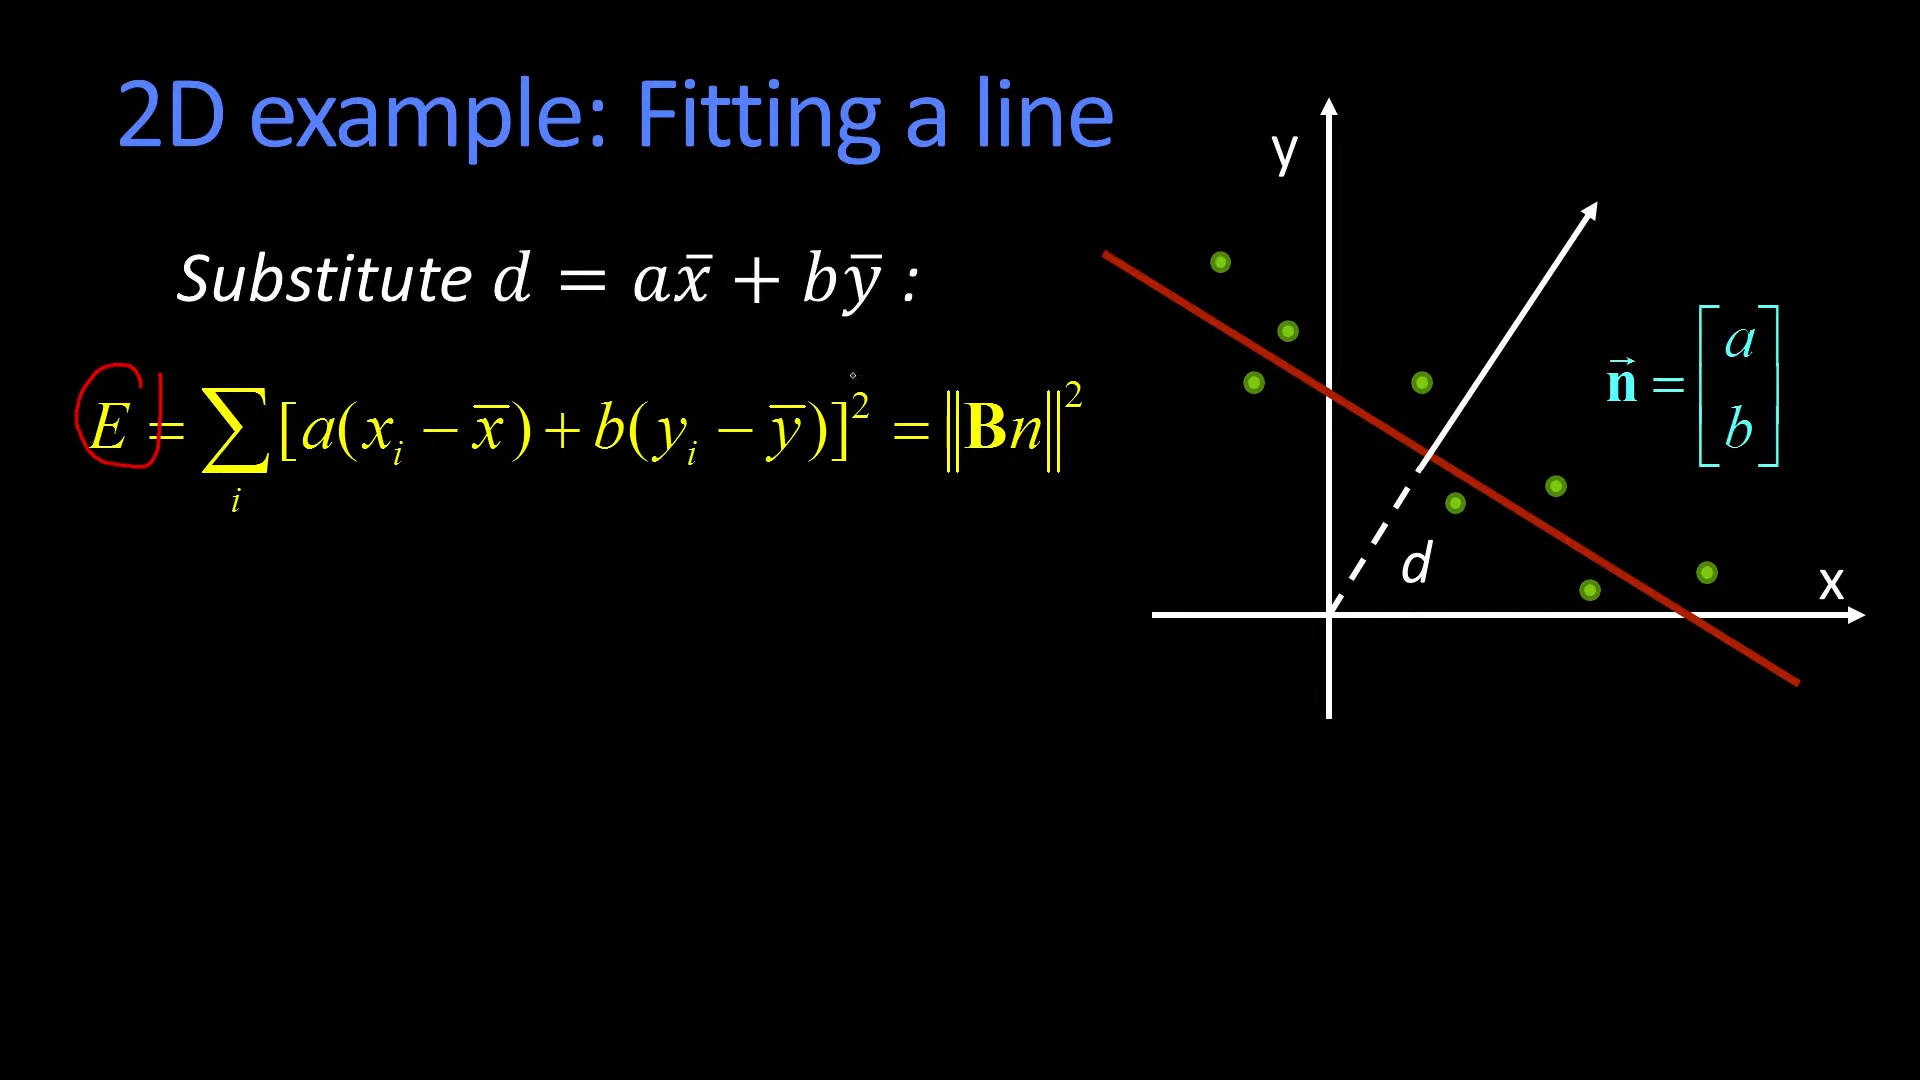 2D example: Fitting a line
Substitute d = ax̄ + bȳ :
E = ∑ᵢ [a(xᵢ − x̄) + b(yᵢ − ȳ)]² = ‖Bn‖²
y
n⃗ = [a b]
d
x